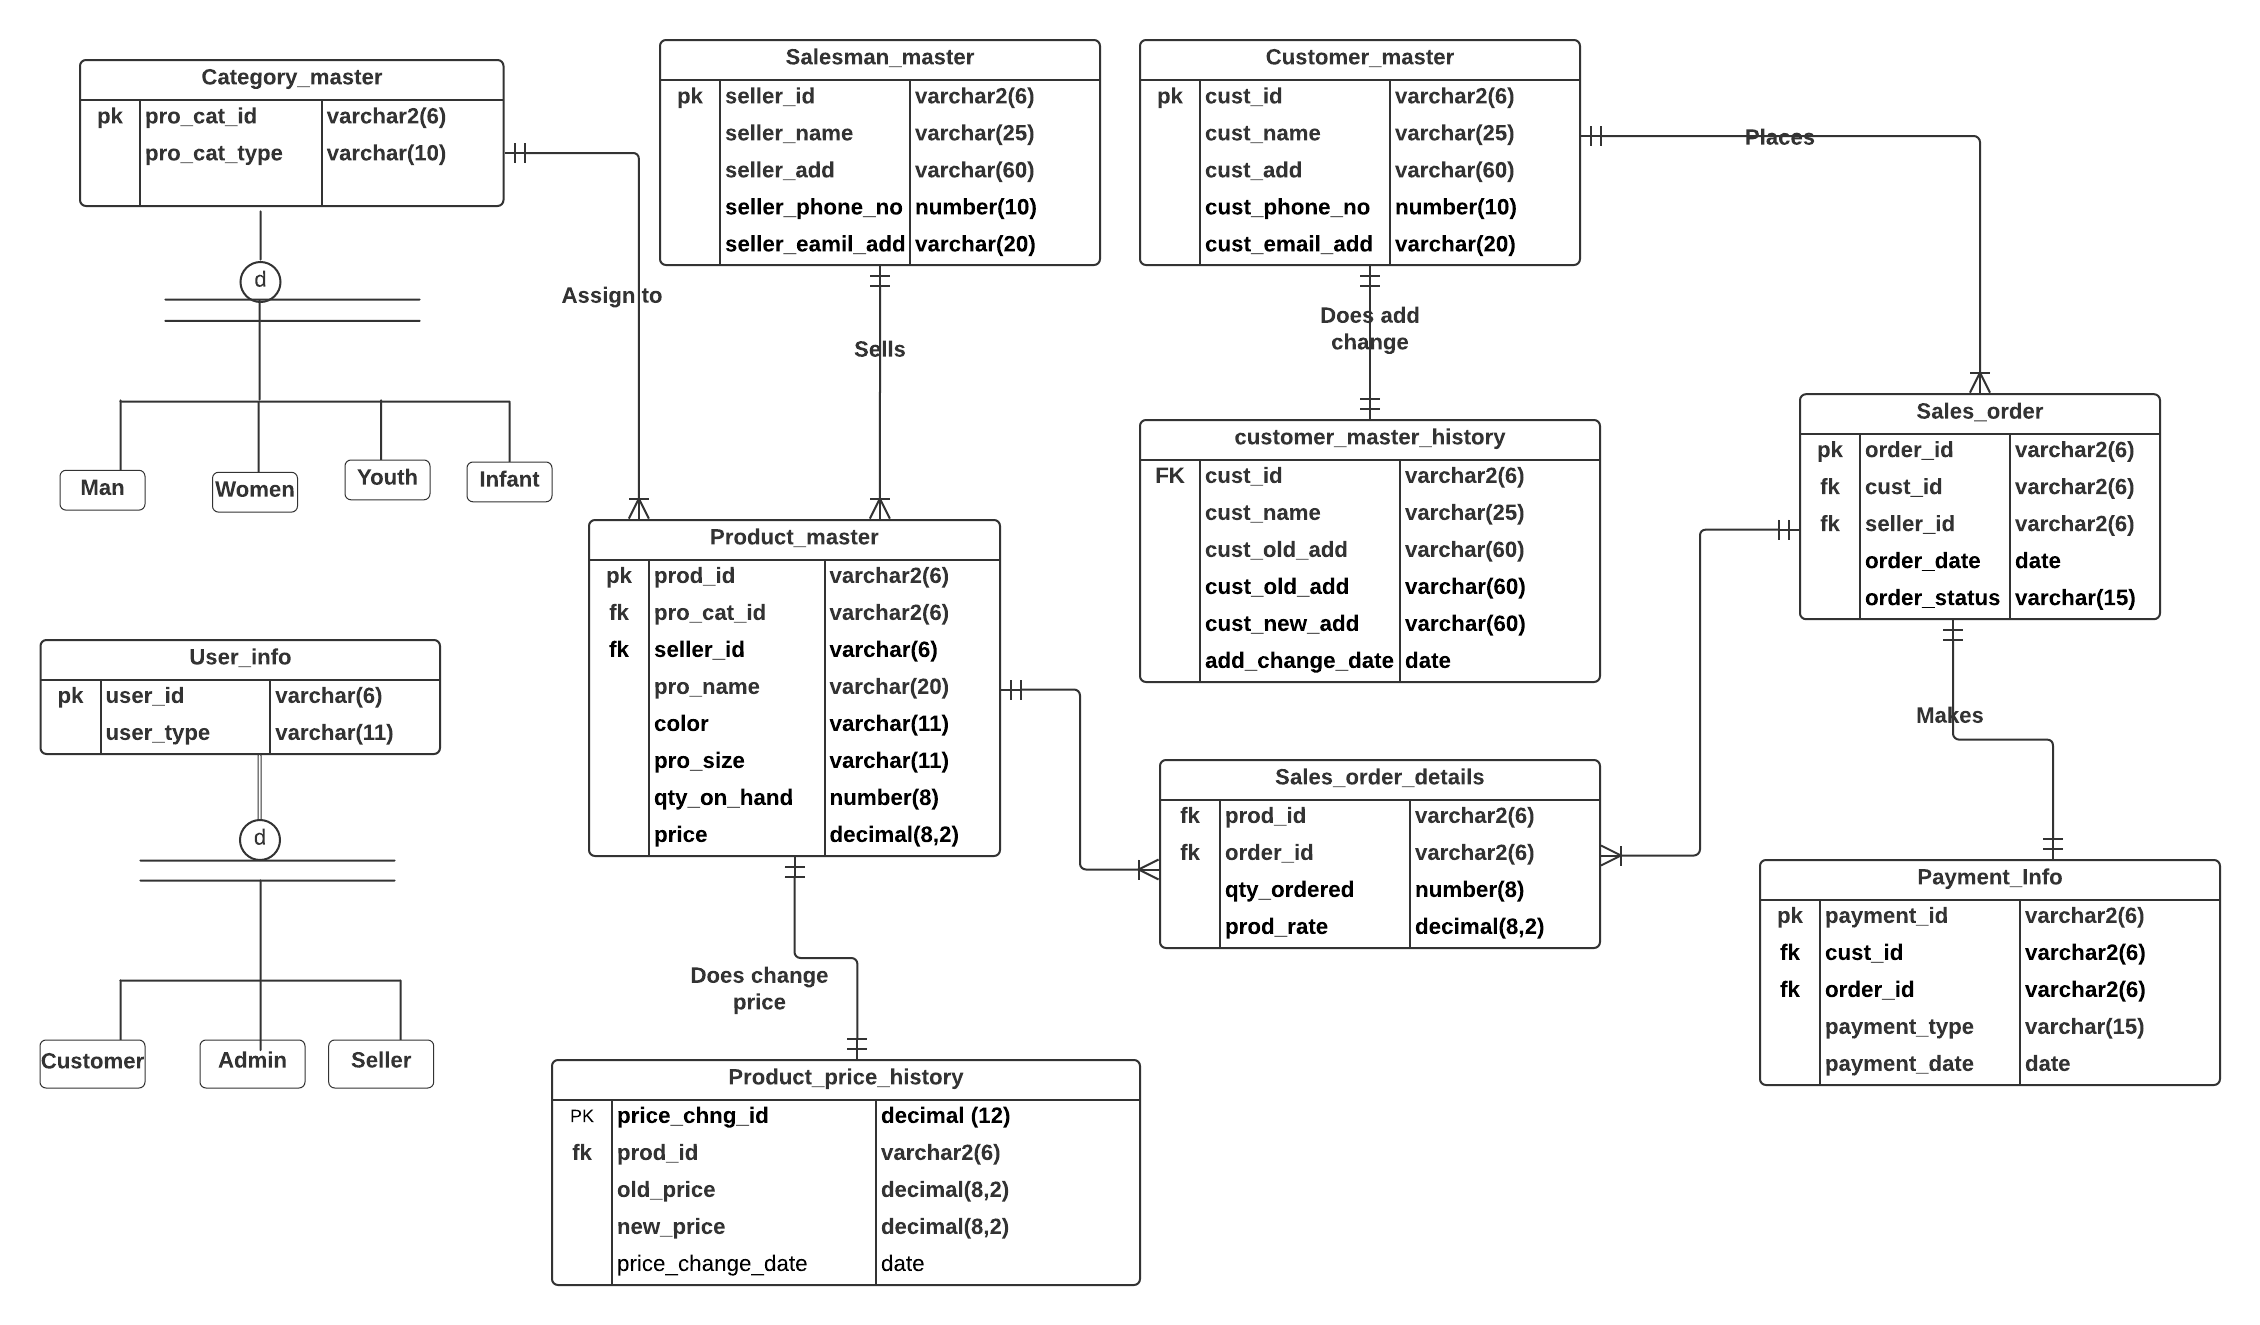 Category_master
pk pro_cat_id varchar2(6)
pro_cat_type varchar(10)
d
Man
Women
Youth
Infant
Assign to
Salesman_master
pk seller_id varchar2(6)
seller_name varchar(25)
seller_add varchar(60)
seller_phone_no number(10)
seller_eamil_add varchar(20)
Sells
Customer_master
pk cust_id varchar2(6)
cust_name varchar(25)
cust_add varchar(60)
cust_phone_no number(10)
cust_email_add varchar(20)
Places
Does add
change
customer_master_history
FK cust_id varchar2(6)
cust_name varchar(25)
cust_old_add varchar(60)
cust_old_add varchar(60)
cust_new_add varchar(60)
add_change_date date
Sales_order
pk order_id varchar2(6)
fk cust_id varchar2(6)
fk seller_id varchar2(6)
order_date date
order_status varchar(15)
Makes
Product_master
pk prod_id varchar2(6)
fk pro_cat_id varchar2(6)
fk seller_id varchar(6)
pro_name varchar(20)
color varchar(11)
pro_size varchar(11)
qty_on_hand number(8)
price decimal(8,2)
User_info
pk user_id varchar(6)
user_type varchar(11)
d
Customer
Admin
Seller
Sales_order_details
fk prod_id varchar2(6)
fk order_id varchar2(6)
qty_ordered number(8)
prod_rate decimal(8,2)
Payment_Info
pk payment_id varchar2(6)
fk cust_id varchar2(6)
fk order_id varchar2(6)
payment_type varchar(15)
payment_date date
Does change
price
Product_price_history
PK price_chng_id decimal (12)
fk prod_id varchar2(6)
old_price decimal(8,2)
new_price decimal(8,2)
price_change_date date